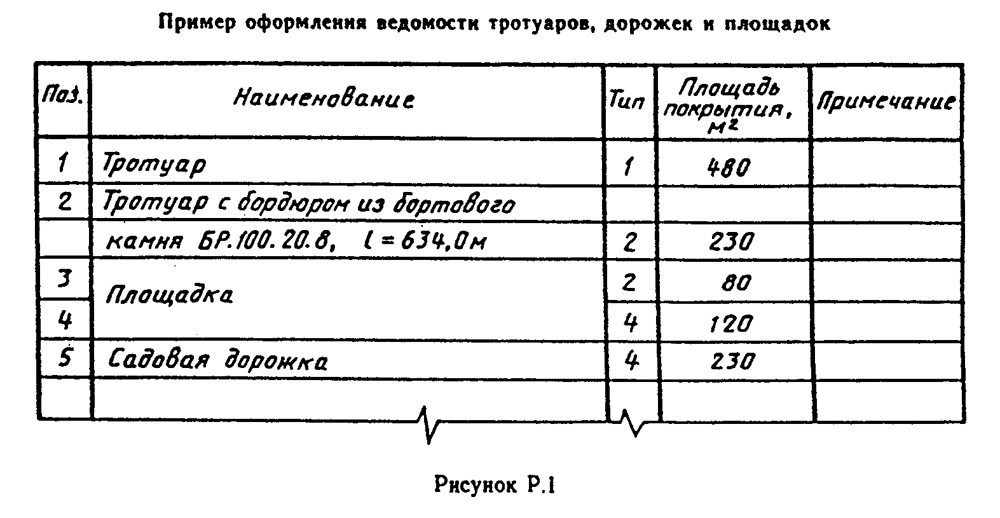 Пример оформления ведомости тротуаров, дорожек и площадок
Поз. Наименование Тип Площадь покрытия, м² Примечание
1 Тротуар 1 480
2 Тротуар с бордюром из бортового
камня БР.100.20.8, l = 634,0 м 2 230
3 Площадка 2 80
4 4 120
5 Садовая дорожка 4 230
Рисунок Р.1